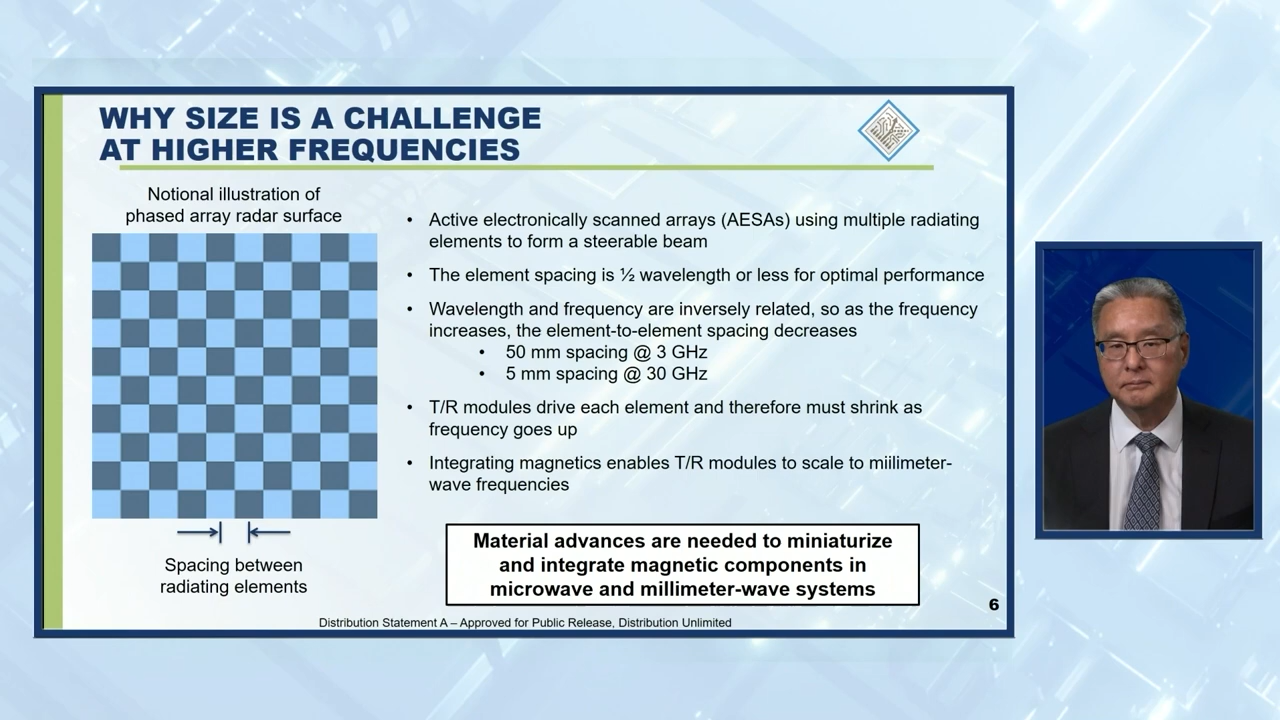 WHY SIZE IS A CHALLENGE
AT HIGHER FREQUENCIES
Notional illustration of
phased array radar surface
Spacing between
radiating elements
• Active electronically scanned arrays (AESAs) using multiple radiating
elements to form a steerable beam
• The element spacing is ½ wavelength or less for optimal performance
• Wavelength and frequency are inversely related, so as the frequency
increases, the element-to-element spacing decreases
• 50 mm spacing @ 3 GHz
• 5 mm spacing @ 30 GHz
• T/R modules drive each element and therefore must shrink as
frequency goes up
• Integrating magnetics enables T/R modules to scale to miilimeter-
wave frequencies
Material advances are needed to miniaturize
and integrate magnetic components in
microwave and millimeter-wave systems
6
Distribution Statement A – Approved for Public Release, Distribution Unlimited